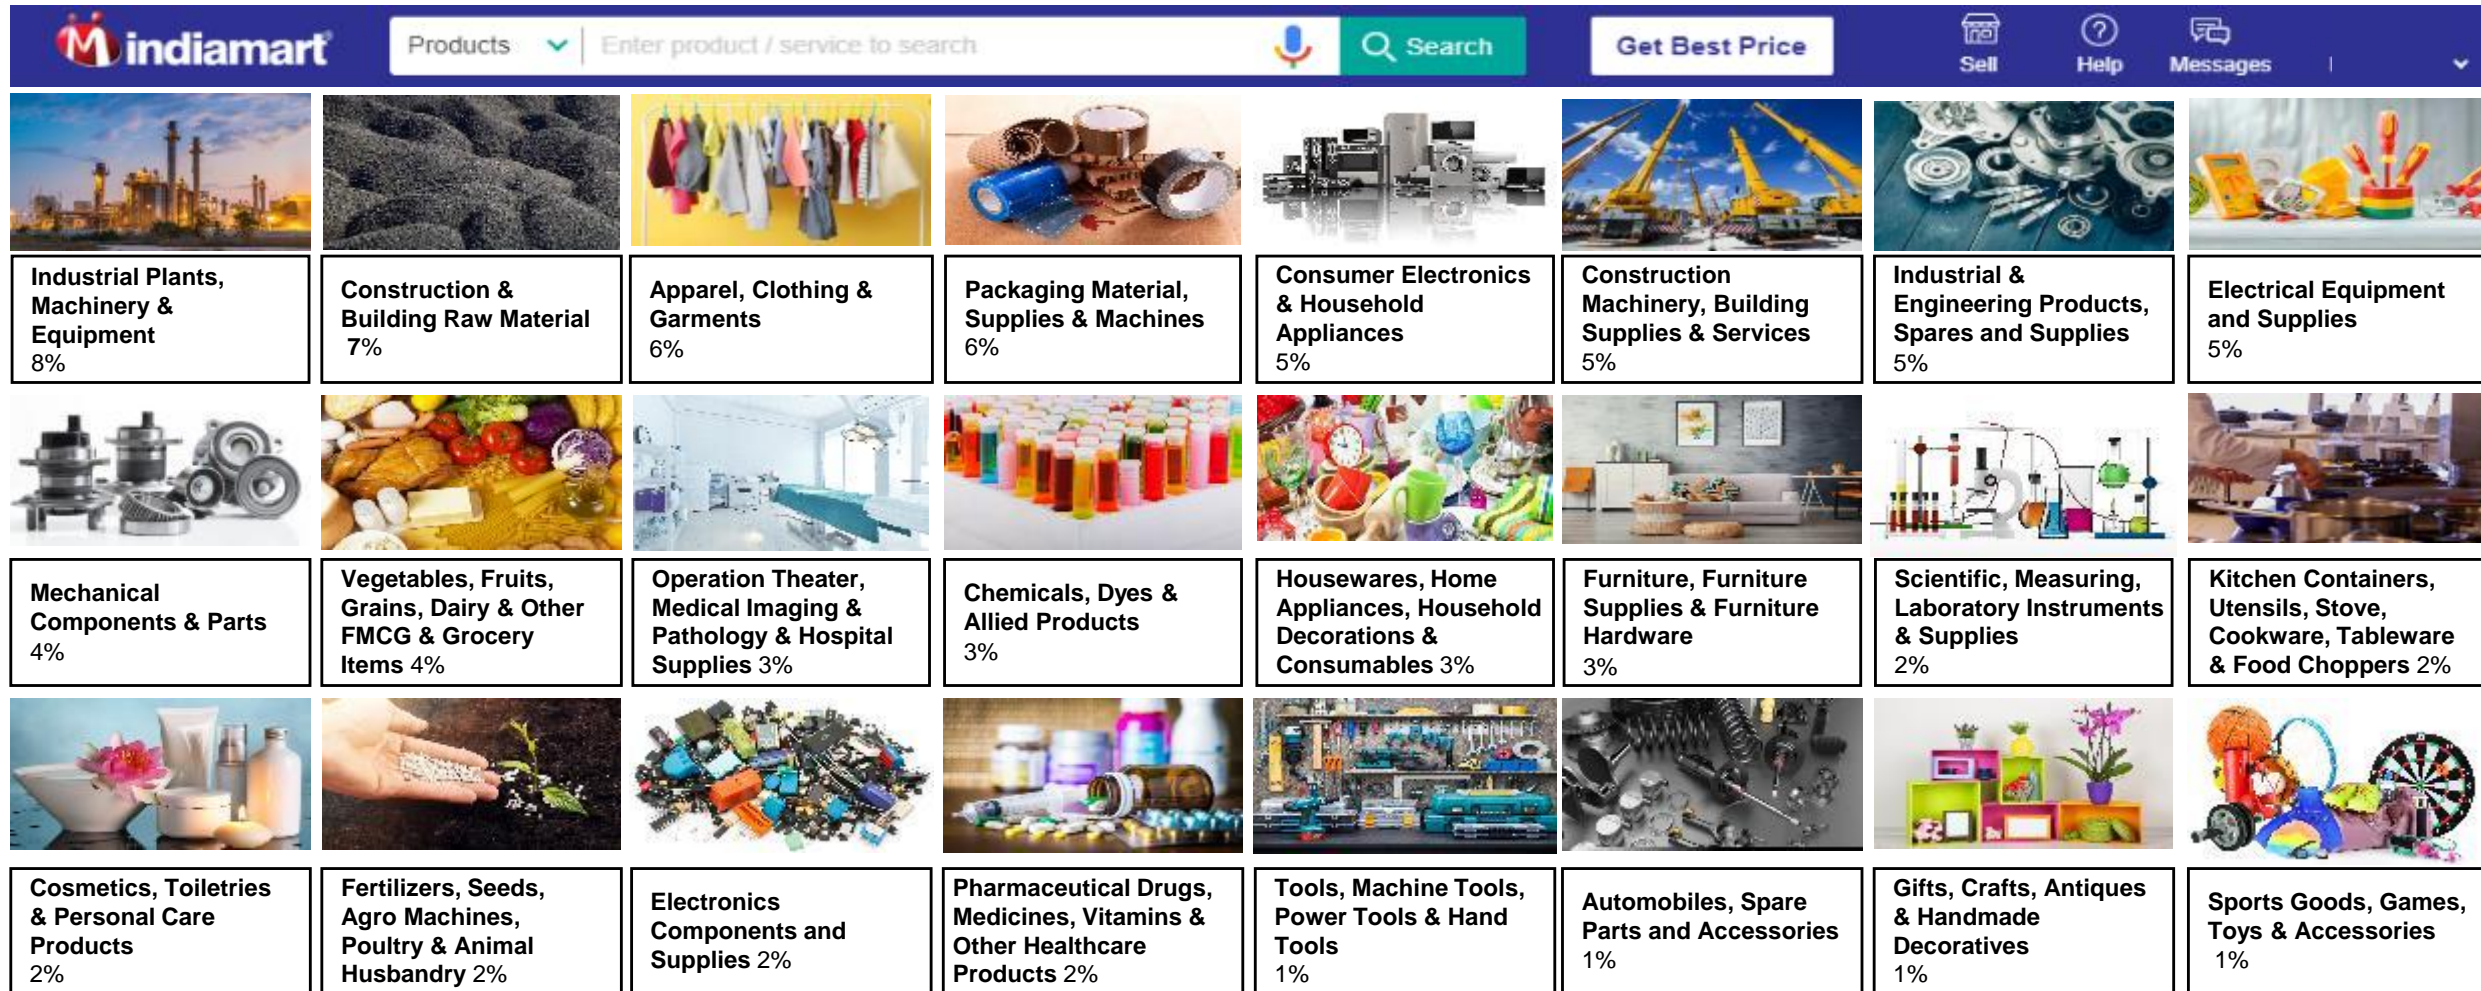 indiamart
Products
Enter product / service to search
Search
Get Best Price
Sell
Help
Messages
Industrial Plants,
Machinery &
Equipment
8%
Construction &
Building Raw Material
7%
Apparel, Clothing &
Garments
6%
Packaging Material,
Supplies & Machines
6%
Consumer Electronics
& Household
Appliances
5%
Construction
Machinery, Building
Supplies & Services
5%
Industrial &
Engineering Products,
Spares and Supplies
5%
Electrical Equipment
and Supplies
5%
Mechanical
Components & Parts
4%
Vegetables, Fruits,
Grains, Dairy & Other
FMCG & Grocery
Items 4%
Operation Theater,
Medical Imaging &
Pathology & Hospital
Supplies 3%
Chemicals, Dyes &
Allied Products
3%
Housewares, Home
Appliances, Household
Decorations &
Consumables 3%
Furniture, Furniture
Supplies & Furniture
Hardware
3%
Scientific, Measuring,
Laboratory Instruments
& Supplies
2%
Kitchen Containers,
Utensils, Stove,
Cookware, Tableware
& Food Choppers 2%
Cosmetics, Toiletries
& Personal Care
Products
2%
Fertilizers, Seeds,
Agro Machines,
Poultry & Animal
Husbandry 2%
Electronics
Components and
Supplies 2%
Pharmaceutical Drugs,
Medicines, Vitamins &
Other Healthcare
Products 2%
Tools, Machine Tools,
Power Tools & Hand
Tools
1%
Automobiles, Spare
Parts and Accessories
1%
Gifts, Crafts, Antiques
& Handmade
Decoratives
1%
Sports Goods, Games,
Toys & Accessories
1%